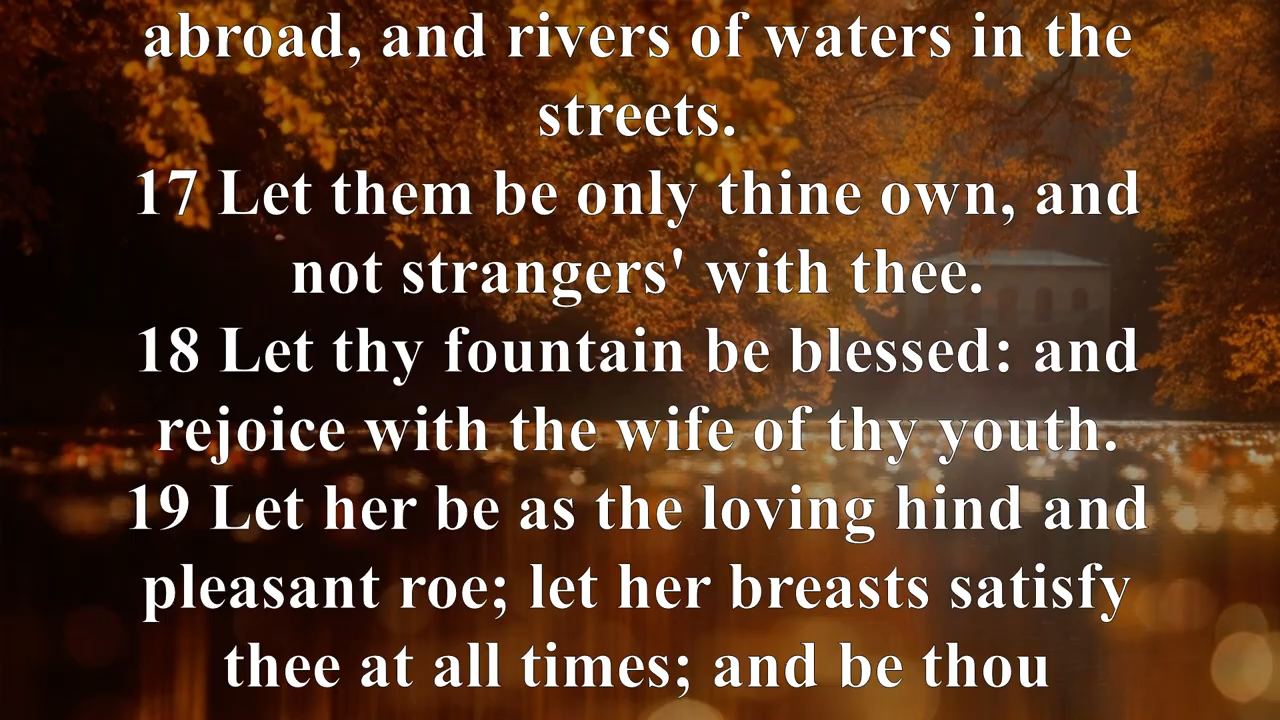 abroad, and rivers of waters in the
streets.
17 Let them be only thine own, and
not strangers' with thee.
18 Let thy fountain be blessed: and
rejoice with the wife of thy youth.
19 Let her be as the loving hind and
pleasant roe; let her breasts satisfy
thee at all times; and be thou